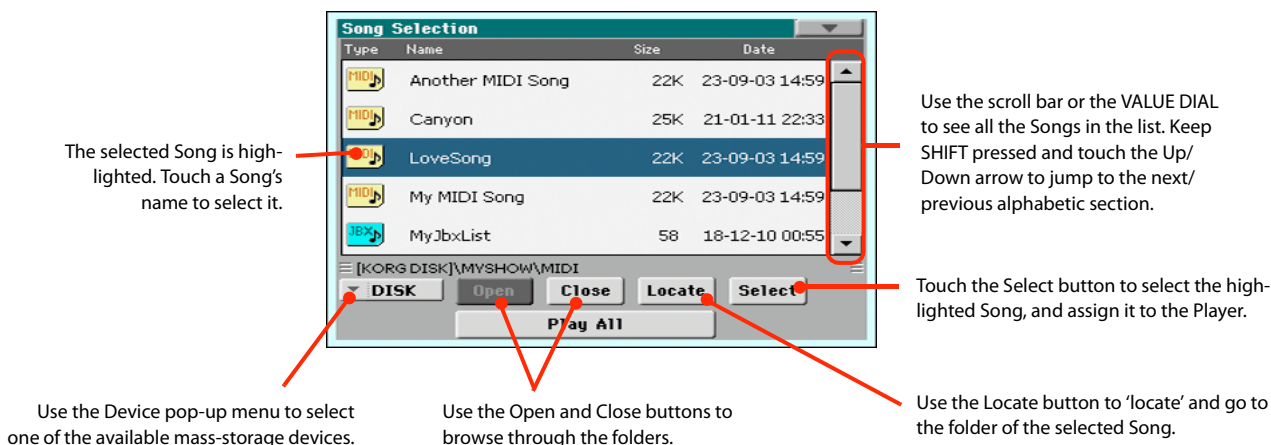 Song Selection
Type Name Size Date
MIDI Another MIDI Song 22K 23-09-03 14:59
MIDI Canyon 25K 21-01-11 22:33
LoveSong 22K 23-09-03 14:59
MIDI My MIDI Song 22K 23-09-03 14:59
JBX MyJbxList 58 18-12-10 00:55
[KORG DISK]\MYSHOW\MIDI
DISK Open Close Locate Select
Play All
The selected Song is high-
lighted. Touch a Song's
name to select it.
Use the scroll bar or the VALUE DIAL
to see all the Songs in the list. Keep
SHIFT pressed and touch the Up/
Down arrow to jump to the next/
previous alphabetic section.
Touch the Select button to select the high-
lighted Song, and assign it to the Player.
Use the Device pop-up menu to select
one of the available mass-storage devices.
Use the Open and Close buttons to
browse through the folders.
Use the Locate button to ‘locate’ and go to
the folder of the selected Song.